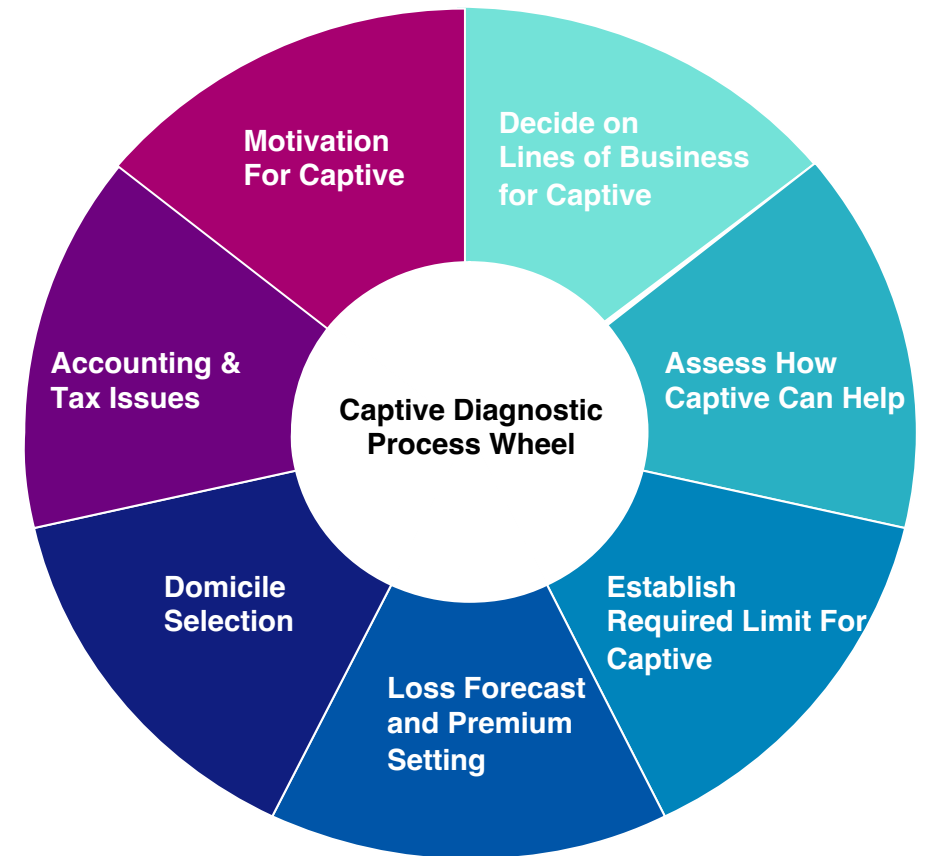 Motivation
For Captive
Decide on
Lines of Business
for Captive
Assess How
Captive Can Help
Establish
Required Limit For
Captive
Loss Forecast
and Premium
Setting
Domicile
Selection
Accounting &
Tax Issues
Captive Diagnostic
Process Wheel